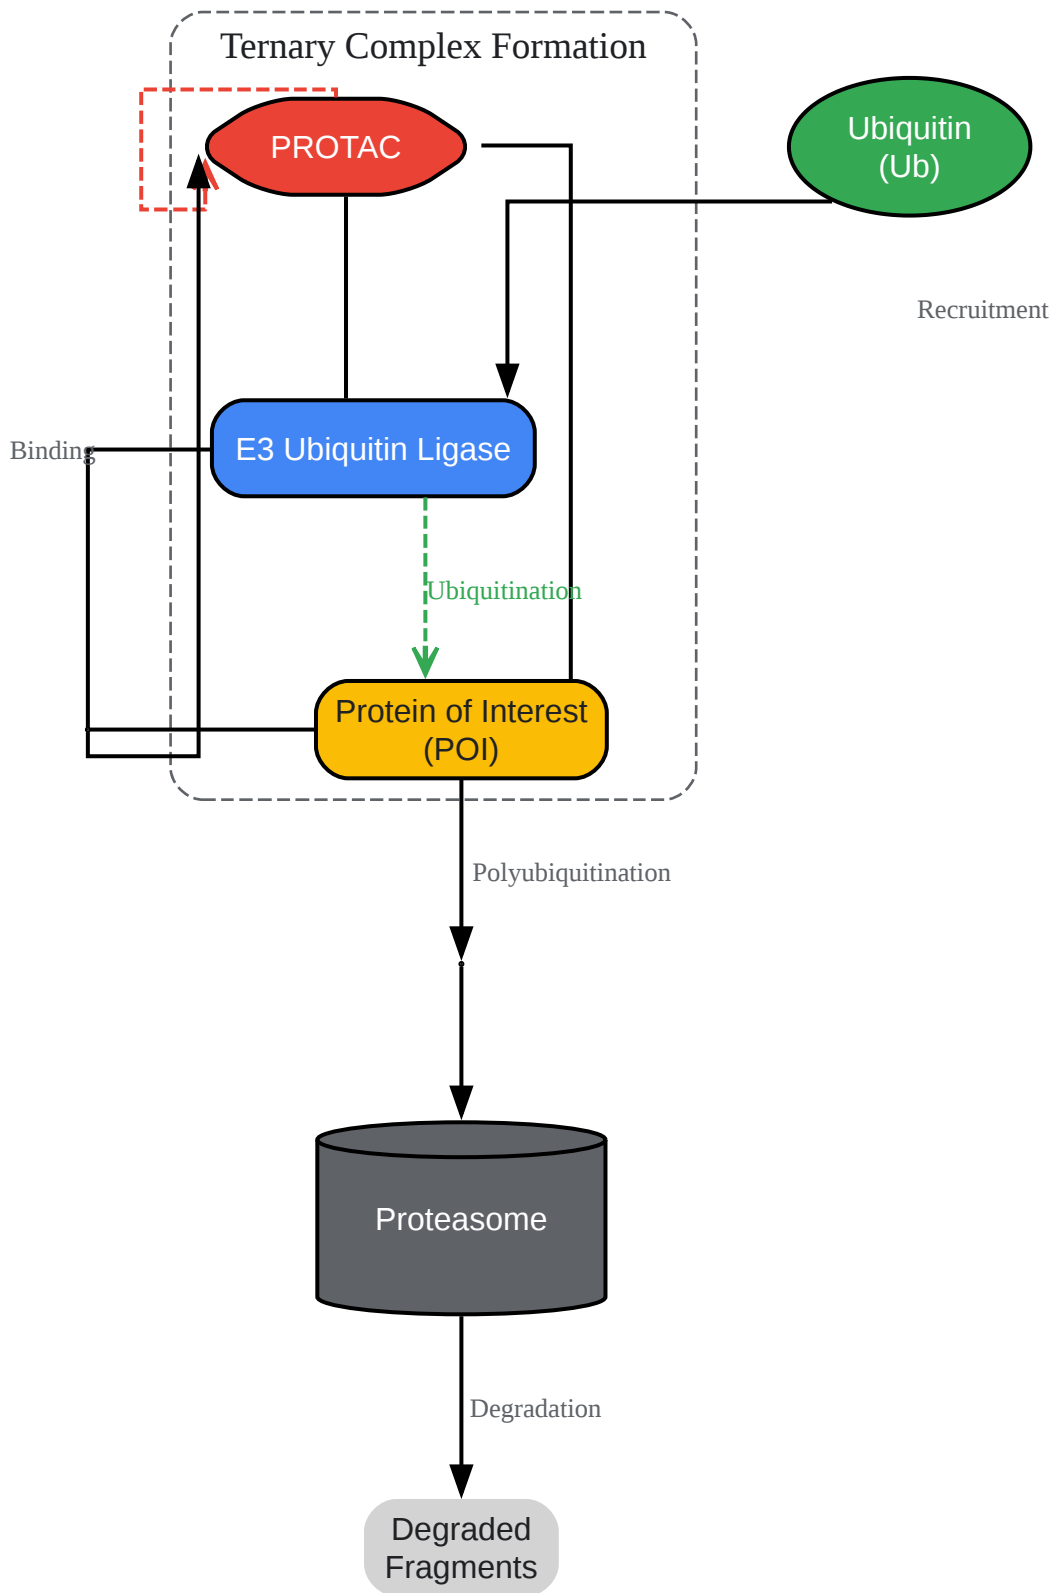 Ternary Complex Formation
PROTAC
Ubiquitin
(Ub)
Recruitment
Binding
E3 Ubiquitin Ligase
Ubiquitination
Protein of Interest
(POI)
Polyubiquitination
Proteasome
Degradation
Degraded
Fragments